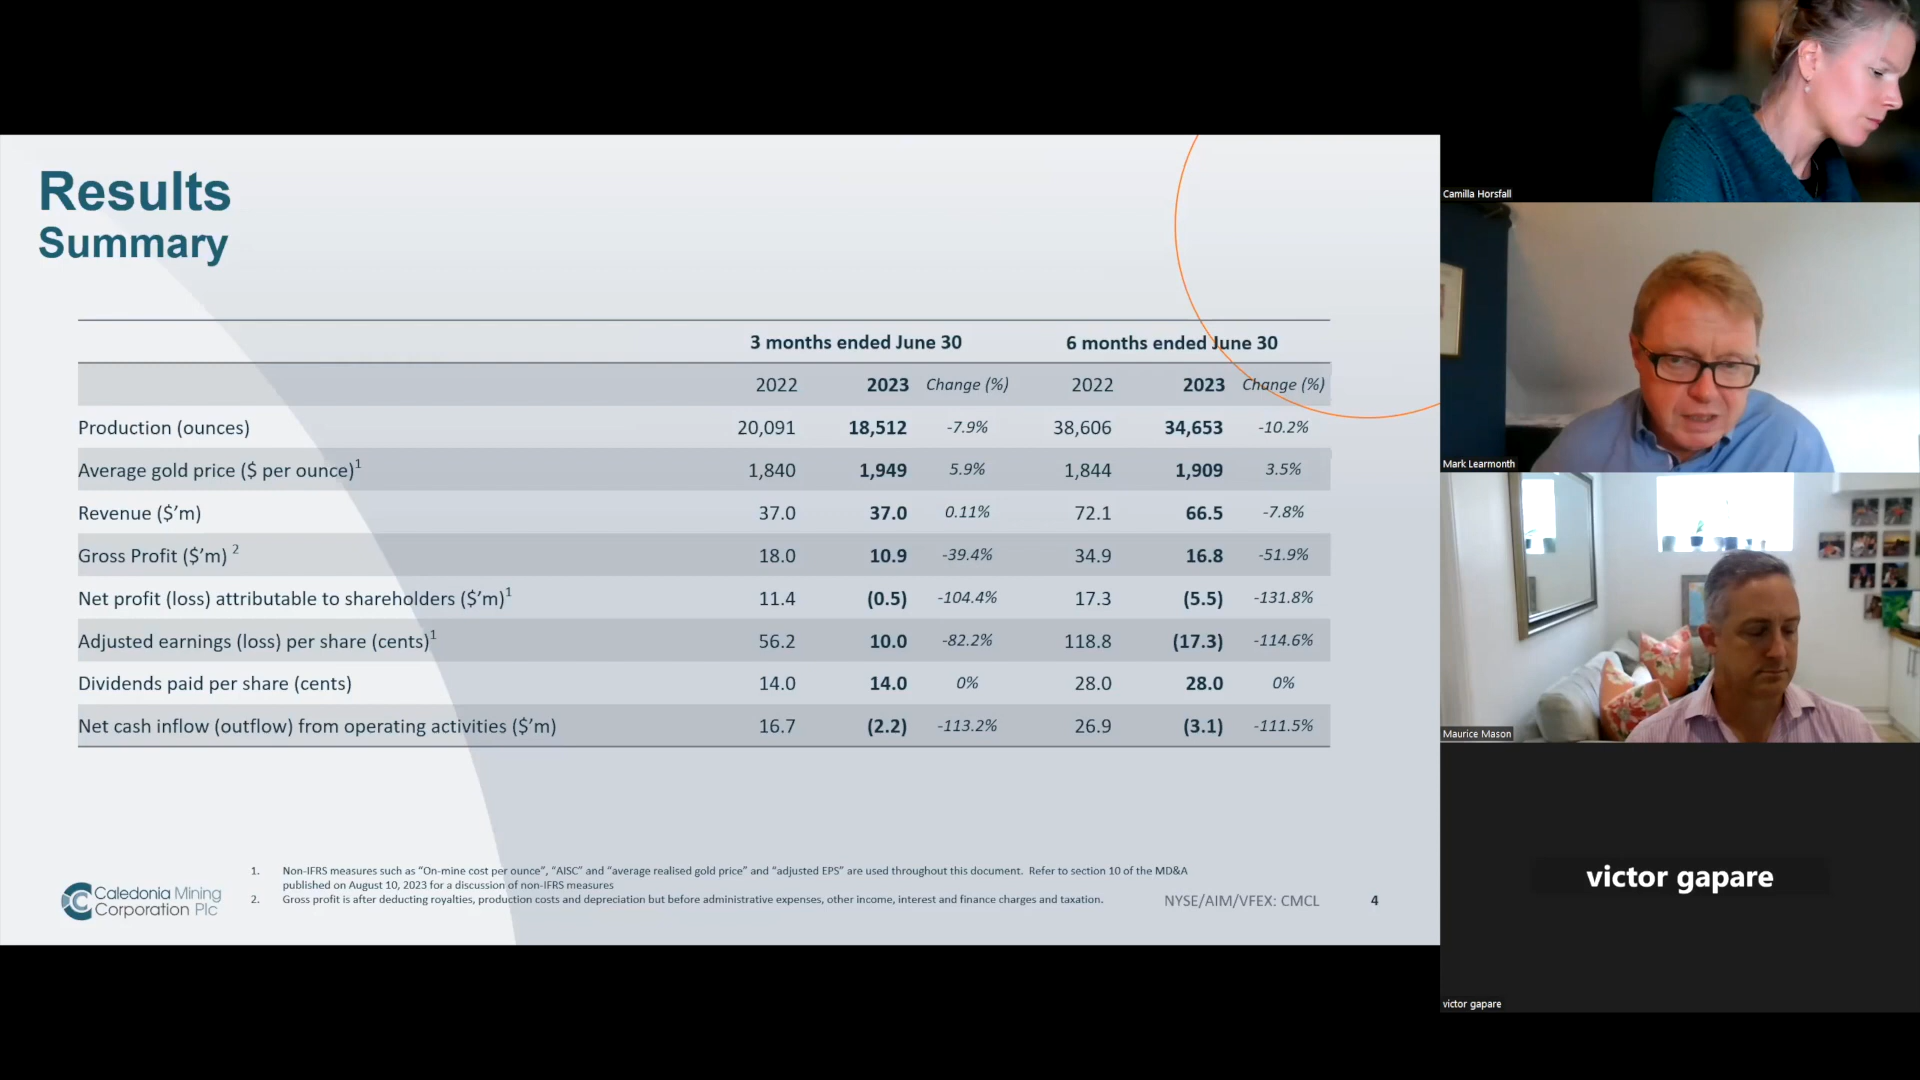 Results
Summary
3 months ended June 30 6 months ended June 30
2022 2023 Change (%) 2022 2023 Change (%)
Production (ounces) 20,091 18,512 -7.9% 38,606 34,653 -10.2%
Average gold price ($ per ounce)1 1,840 1,949 5.9% 1,844 1,909 3.5%
Revenue ($’m) 37.0 37.0 0.11% 72.1 66.5 -7.8%
Gross Profit ($’m) 2 18.0 10.9 -39.4% 34.9 16.8 -51.9%
Net profit (loss) attributable to shareholders ($’m)1 11.4 (0.5) -104.4% 17.3 (5.5) -131.8%
Adjusted earnings (loss) per share (cents)1 56.2 10.0 -82.2% 118.8 (17.3) -114.6%
Dividends paid per share (cents) 14.0 14.0 0% 28.0 28.0 0%
Net cash inflow (outflow) from operating activities ($’m) 16.7 (2.2) -113.2% 26.9 (3.1) -111.5%
1. Non-IFRS measures such as “On-mine cost per ounce”, “AISC” and “average realised gold price” and “adjusted EPS” are used throughout this document. Refer to section 10 of the MD&A
published on August 10, 2023 for a discussion of non-IFRS measures
2. Gross profit is after deducting royalties, production costs and depreciation but before administrative expenses, other income, interest and finance charges and taxation.
Caledonia Mining
Corporation Plc
NYSE/AIM/VFEX: CMCL 4
Camilla Horsfall
Mark Learmonth
Maurice Mason
victor gapare
victor gapare